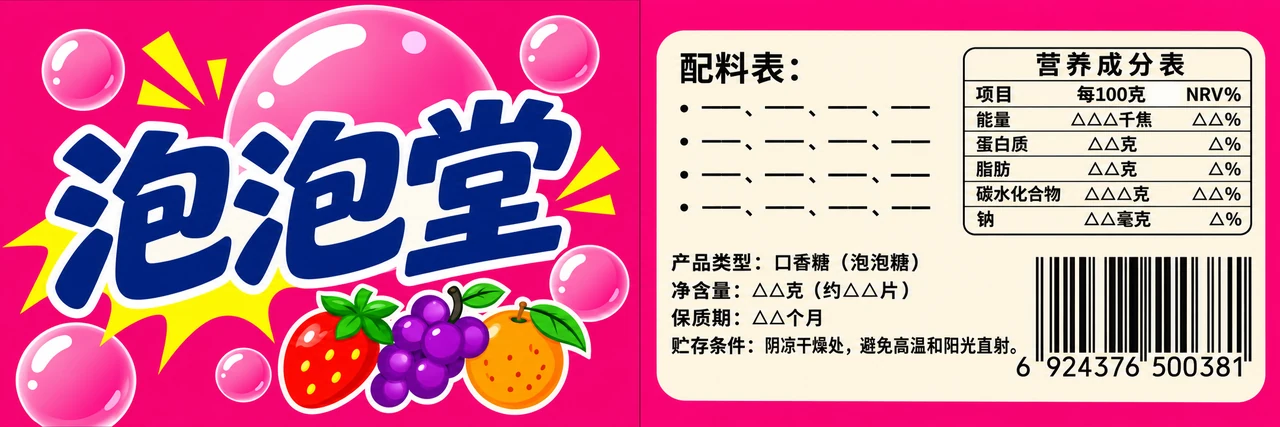 泡泡堂
配料表：
• ——、——、——、——
• ——、——、——、——
• ——、——、——、——
• ——、——、——、——
营养成分表
项目 每100克 NRV%
能量 △△△千焦 △△%
蛋白质 △△克 △%
脂肪 △△克 △%
碳水化合物 △△△克 △△%
钠 △△毫克 △%
产品类型：口香糖（泡泡糖）
净含量：△△克（约△△片）
保质期：△△个月
贮存条件：阴凉干燥处，避免高温和阳光直射。
6 924376 500381